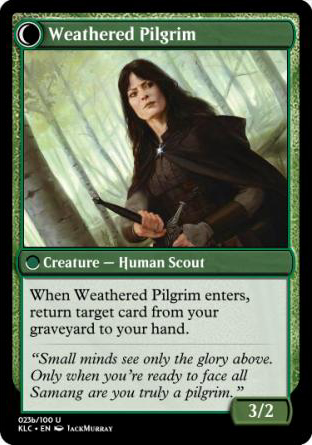 Weathered Pilgrim
Creature — Human Scout
When Weathered Pilgrim enters,
return target card from your
graveyard to your hand.
“Small minds see only the glory above.
Only when you're ready to face all
Samang are you truly a pilgrim.”
3/2
023b/100 U
KLC • EN JackMurray